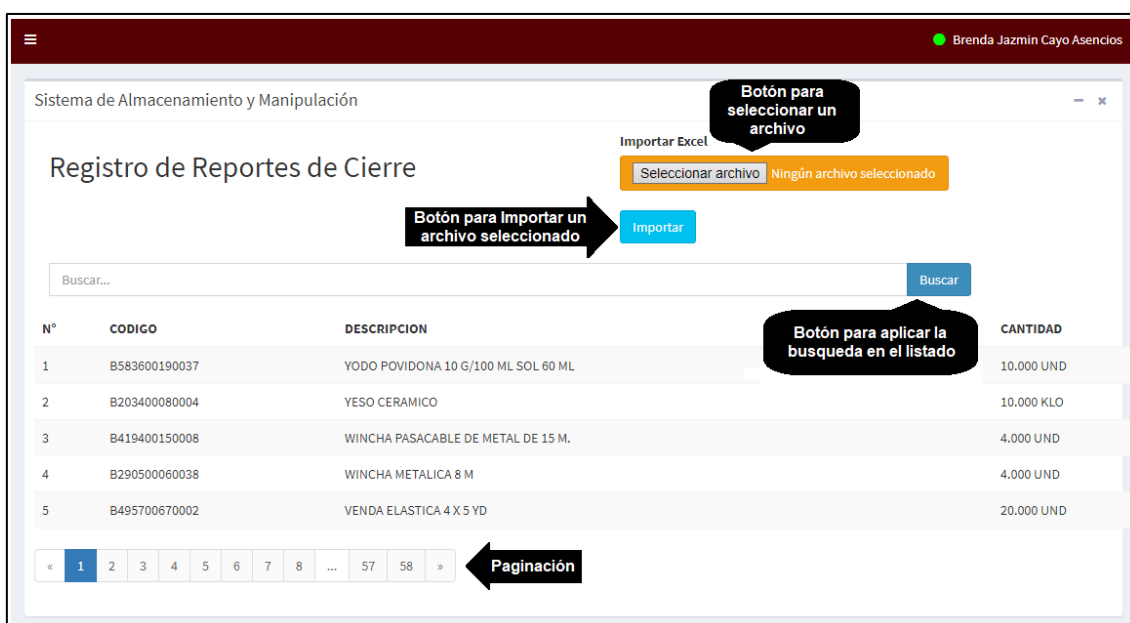 Brenda Jazmin Cayo Asencios
Sistema de Almacenamiento y Manipulación
Botón para
seleccionar un
archivo
Importar Excel
Registro de Reportes de Cierre
Seleccionar archivo Ningún archivo seleccionado
Botón para Importar un
archivo seleccionado
Importar
Buscar... Buscar
Botón para aplicar la
busqueda en el listado
N° CODIGO DESCRIPCION CANTIDAD
1 B583600190037 YODO POVIDONA 10 G/100 ML SOL 60 ML 10.000 UND
2 B203400080004 YESO CERAMICO 10.000 KLO
3 B419400150008 WINCHA PASACABLE DE METAL DE 15 M. 4.000 UND
4 B290500060038 WINCHA METALICA 8 M 4.000 UND
5 B495700670002 VENDA ELASTICA 4 X 5 YD 20.000 UND
« 1 2 3 4 5 6 7 8 ... 57 58 » Paginación